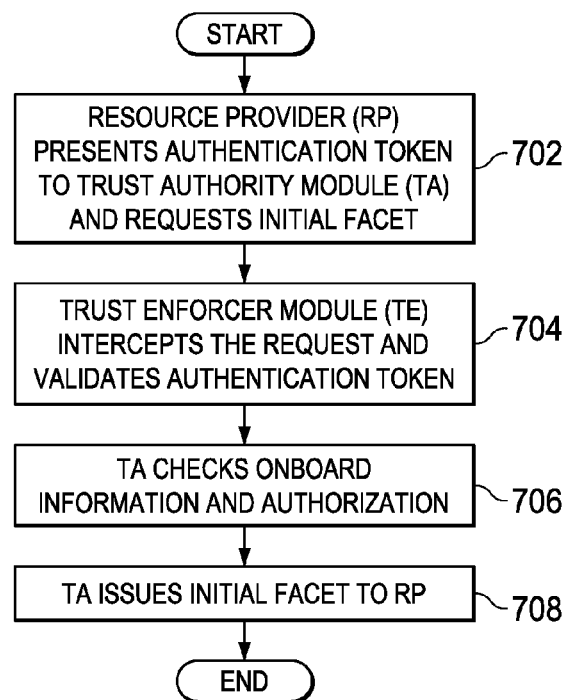 START
RESOURCE PROVIDER (RP)
PRESENTS AUTHENTICATION TOKEN
TO TRUST AUTHORITY MODULE (TA)
AND REQUESTS INITIAL FACET
702
TRUST ENFORCER MODULE (TE)
INTERCEPTS THE REQUEST AND
VALIDATES AUTHENTICATION TOKEN
704
TA CHECKS ONBOARD
INFORMATION AND AUTHORIZATION
706
TA ISSUES INITIAL FACET TO RP
708
END